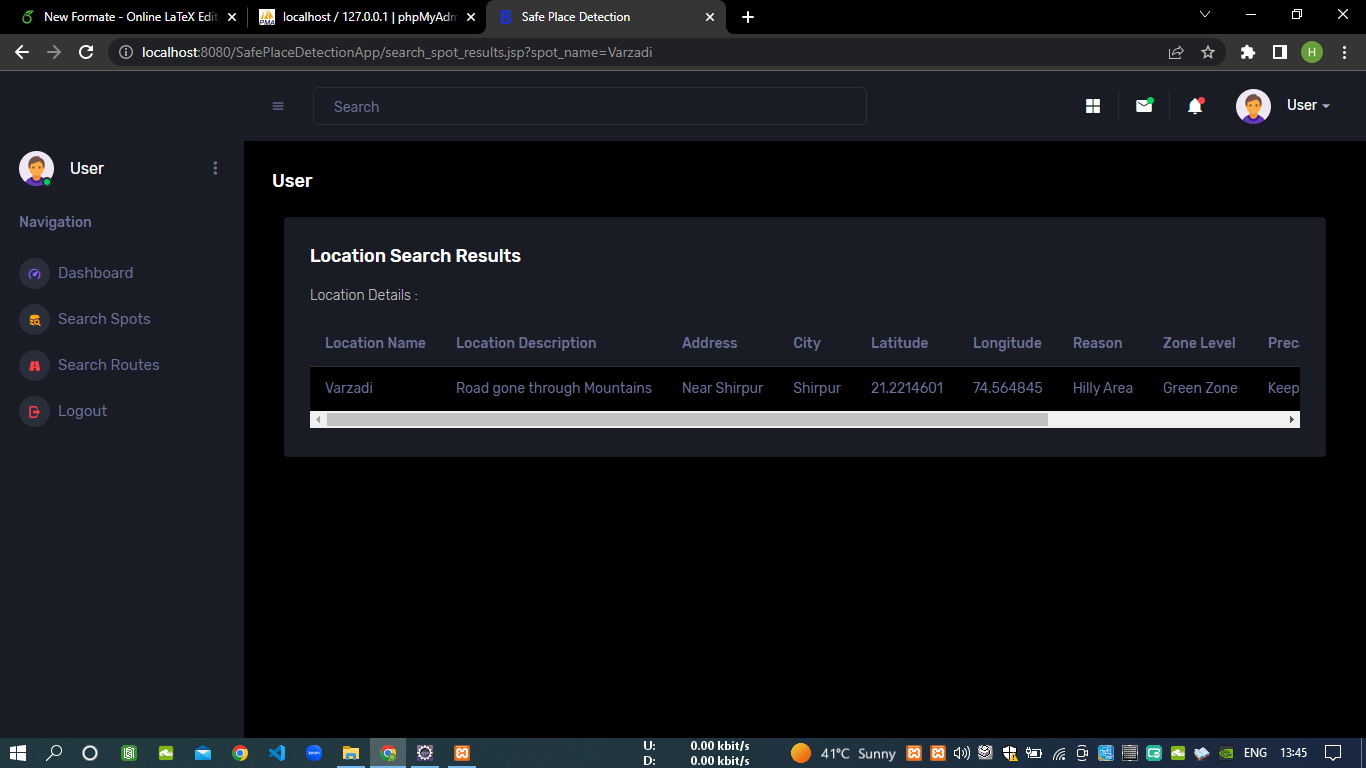 New Formate - Online LaTeX Edit
localhost / 127.0.0.1 | phpMyAdm
Safe Place Detection
localhost:8080/SafePlaceDetectionApp/search_spot_results.jsp?spot_name=Varzadi
H
Search
User
User
Navigation
Dashboard
Search Spots
Search Routes
Logout
User
Location Search Results
Location Details :
Location Name Location Description Address City Latitude Longitude Reason Zone Level Prec
Varzadi Road gone through Mountains Near Shirpur Shirpur 21.2214601 74.564845 Hilly Area Green Zone Keep
U: 0.00 kbit/s
D: 0.00 kbit/s
41°C Sunny
ENG
13:45